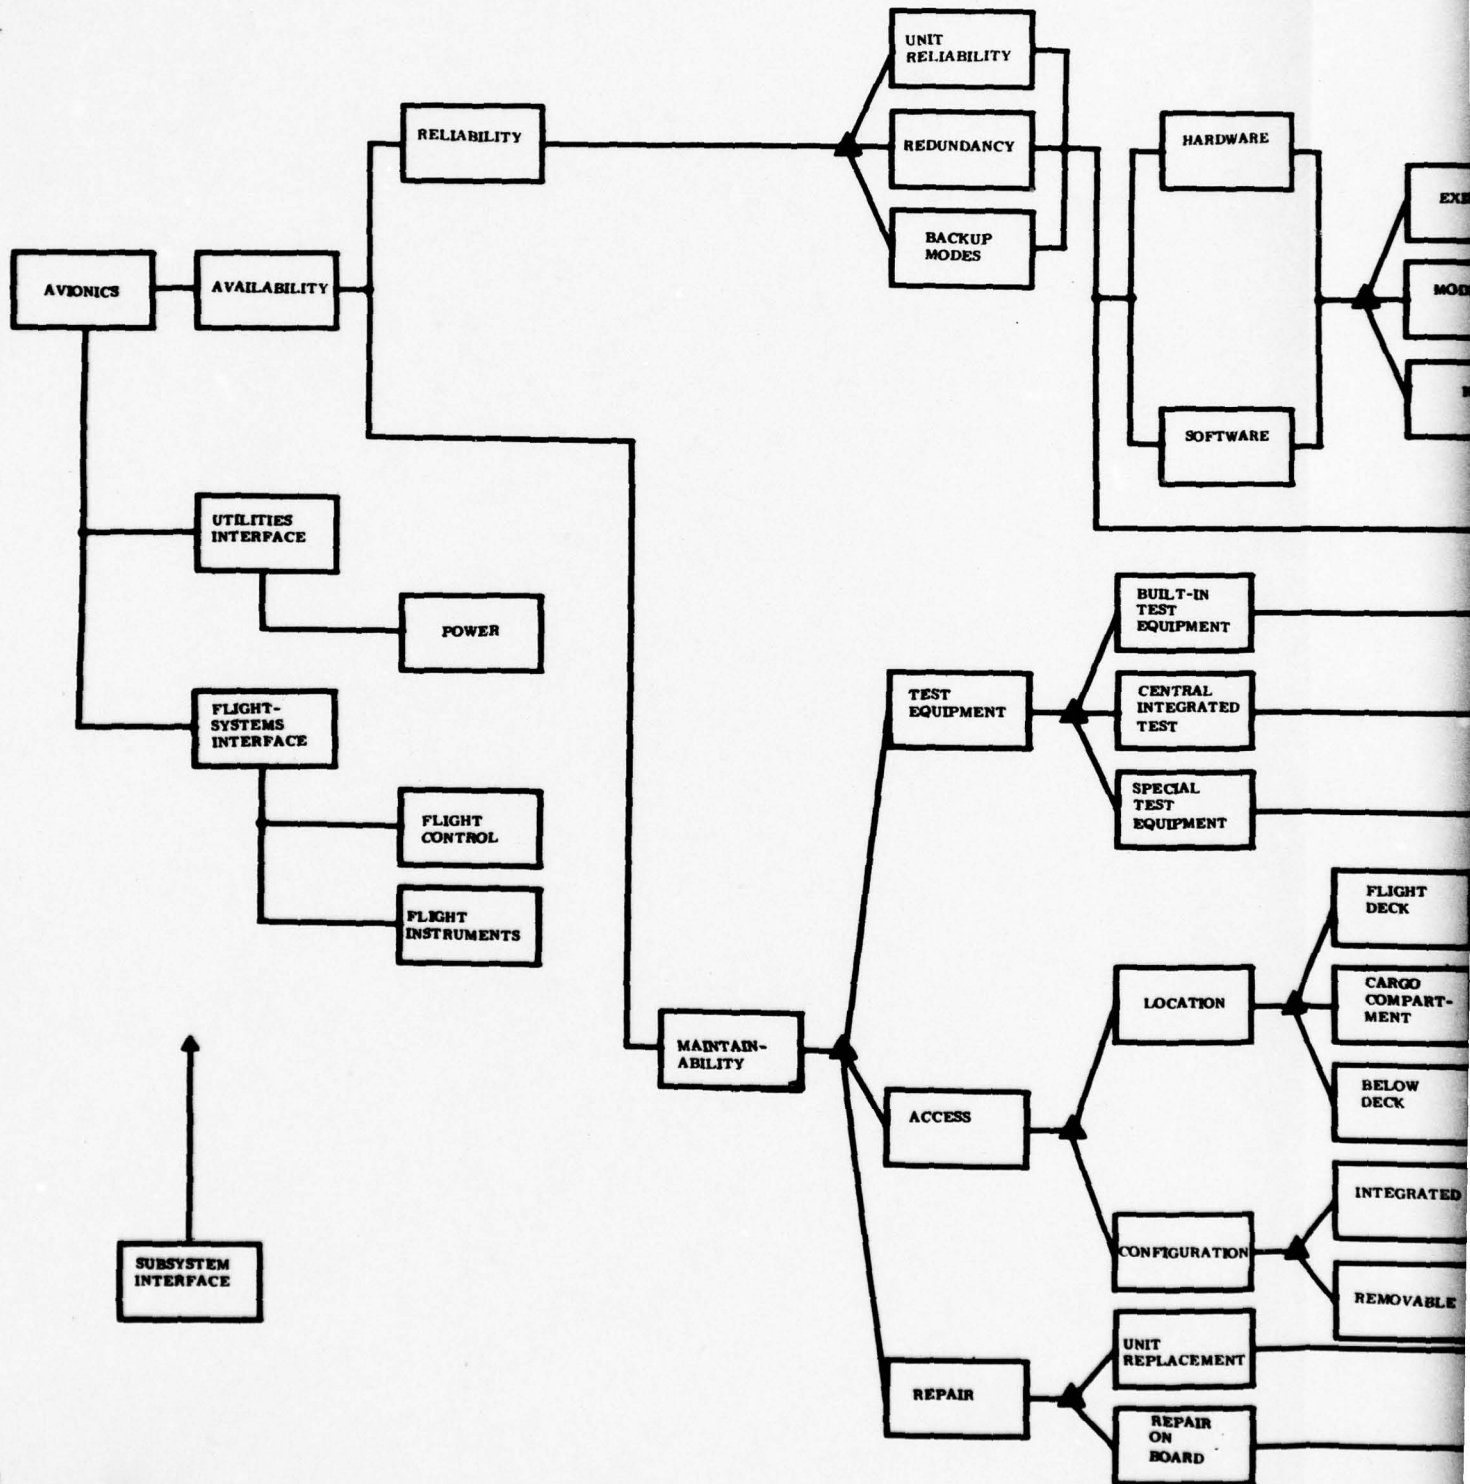 UNIT
RELIABILITY
RELIABILITY
REDUNDANCY
HARDWARE
BACKUP
MODES
AVIONICS
AVAILABILITY
SOFTWARE
UTILITIES
INTERFACE
POWER
BUILT-IN
TEST
EQUIPMENT
TEST
EQUIPMENT
CENTRAL
INTEGRATED
TEST
FLIGHT-
SYSTEMS
INTERFACE
SPECIAL
TEST
EQUIPMENT
FLIGHT
CONTROL
FLIGHT
DECK
FLIGHT
INSTRUMENTS
LOCATION
CARGO
COMPART-
MENT
MAINTAIN-
ABILITY
BELOW
DECK
ACCESS
INTEGRATED
CONFIGURATION
SUBSYSTEM
INTERFACE
REMOVABLE
UNIT
REPLACEMENT
REPAIR
REPAIR
ON
BOARD